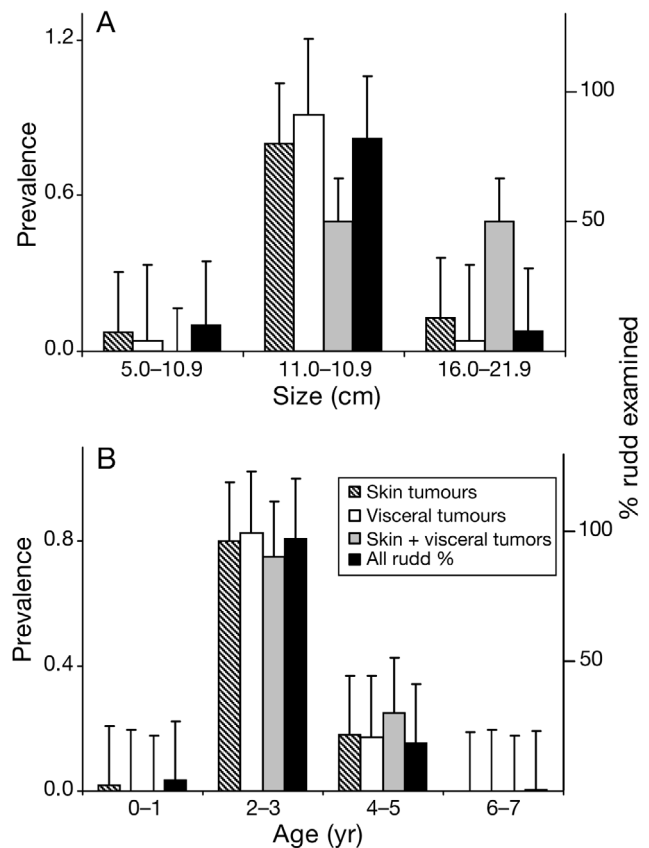 A
1.2
0.6
0.0
Prevalence
100
50
5.0–10.9
11.0–10.9
16.0–21.9
Size (cm)
% rudd examined
B
0.8
0.4
0.0
Prevalence
100
50
Skin tumours
Visceral tumours
Skin + visceral tumors
All rudd %
0–1
2–3
4–5
6–7
Age (yr)